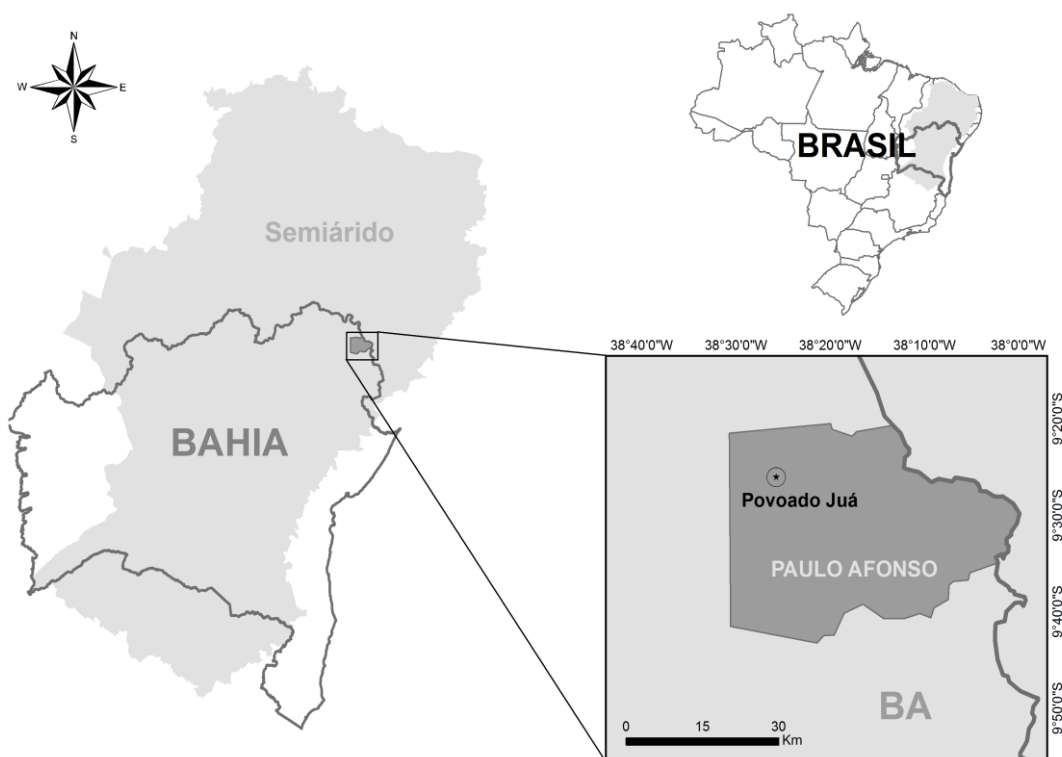 N
W E
S
Semiárido
BAHIA
BRASIL
38°40'0"W 38°30'0"W 38°20'0"W 38°10'0"W 38°0'0"W
9°20'0"S
9°30'0"S
9°40'0"S
9°50'0"S
Povoado Juá
PAULO AFONSO
BA
0 15 30
Km